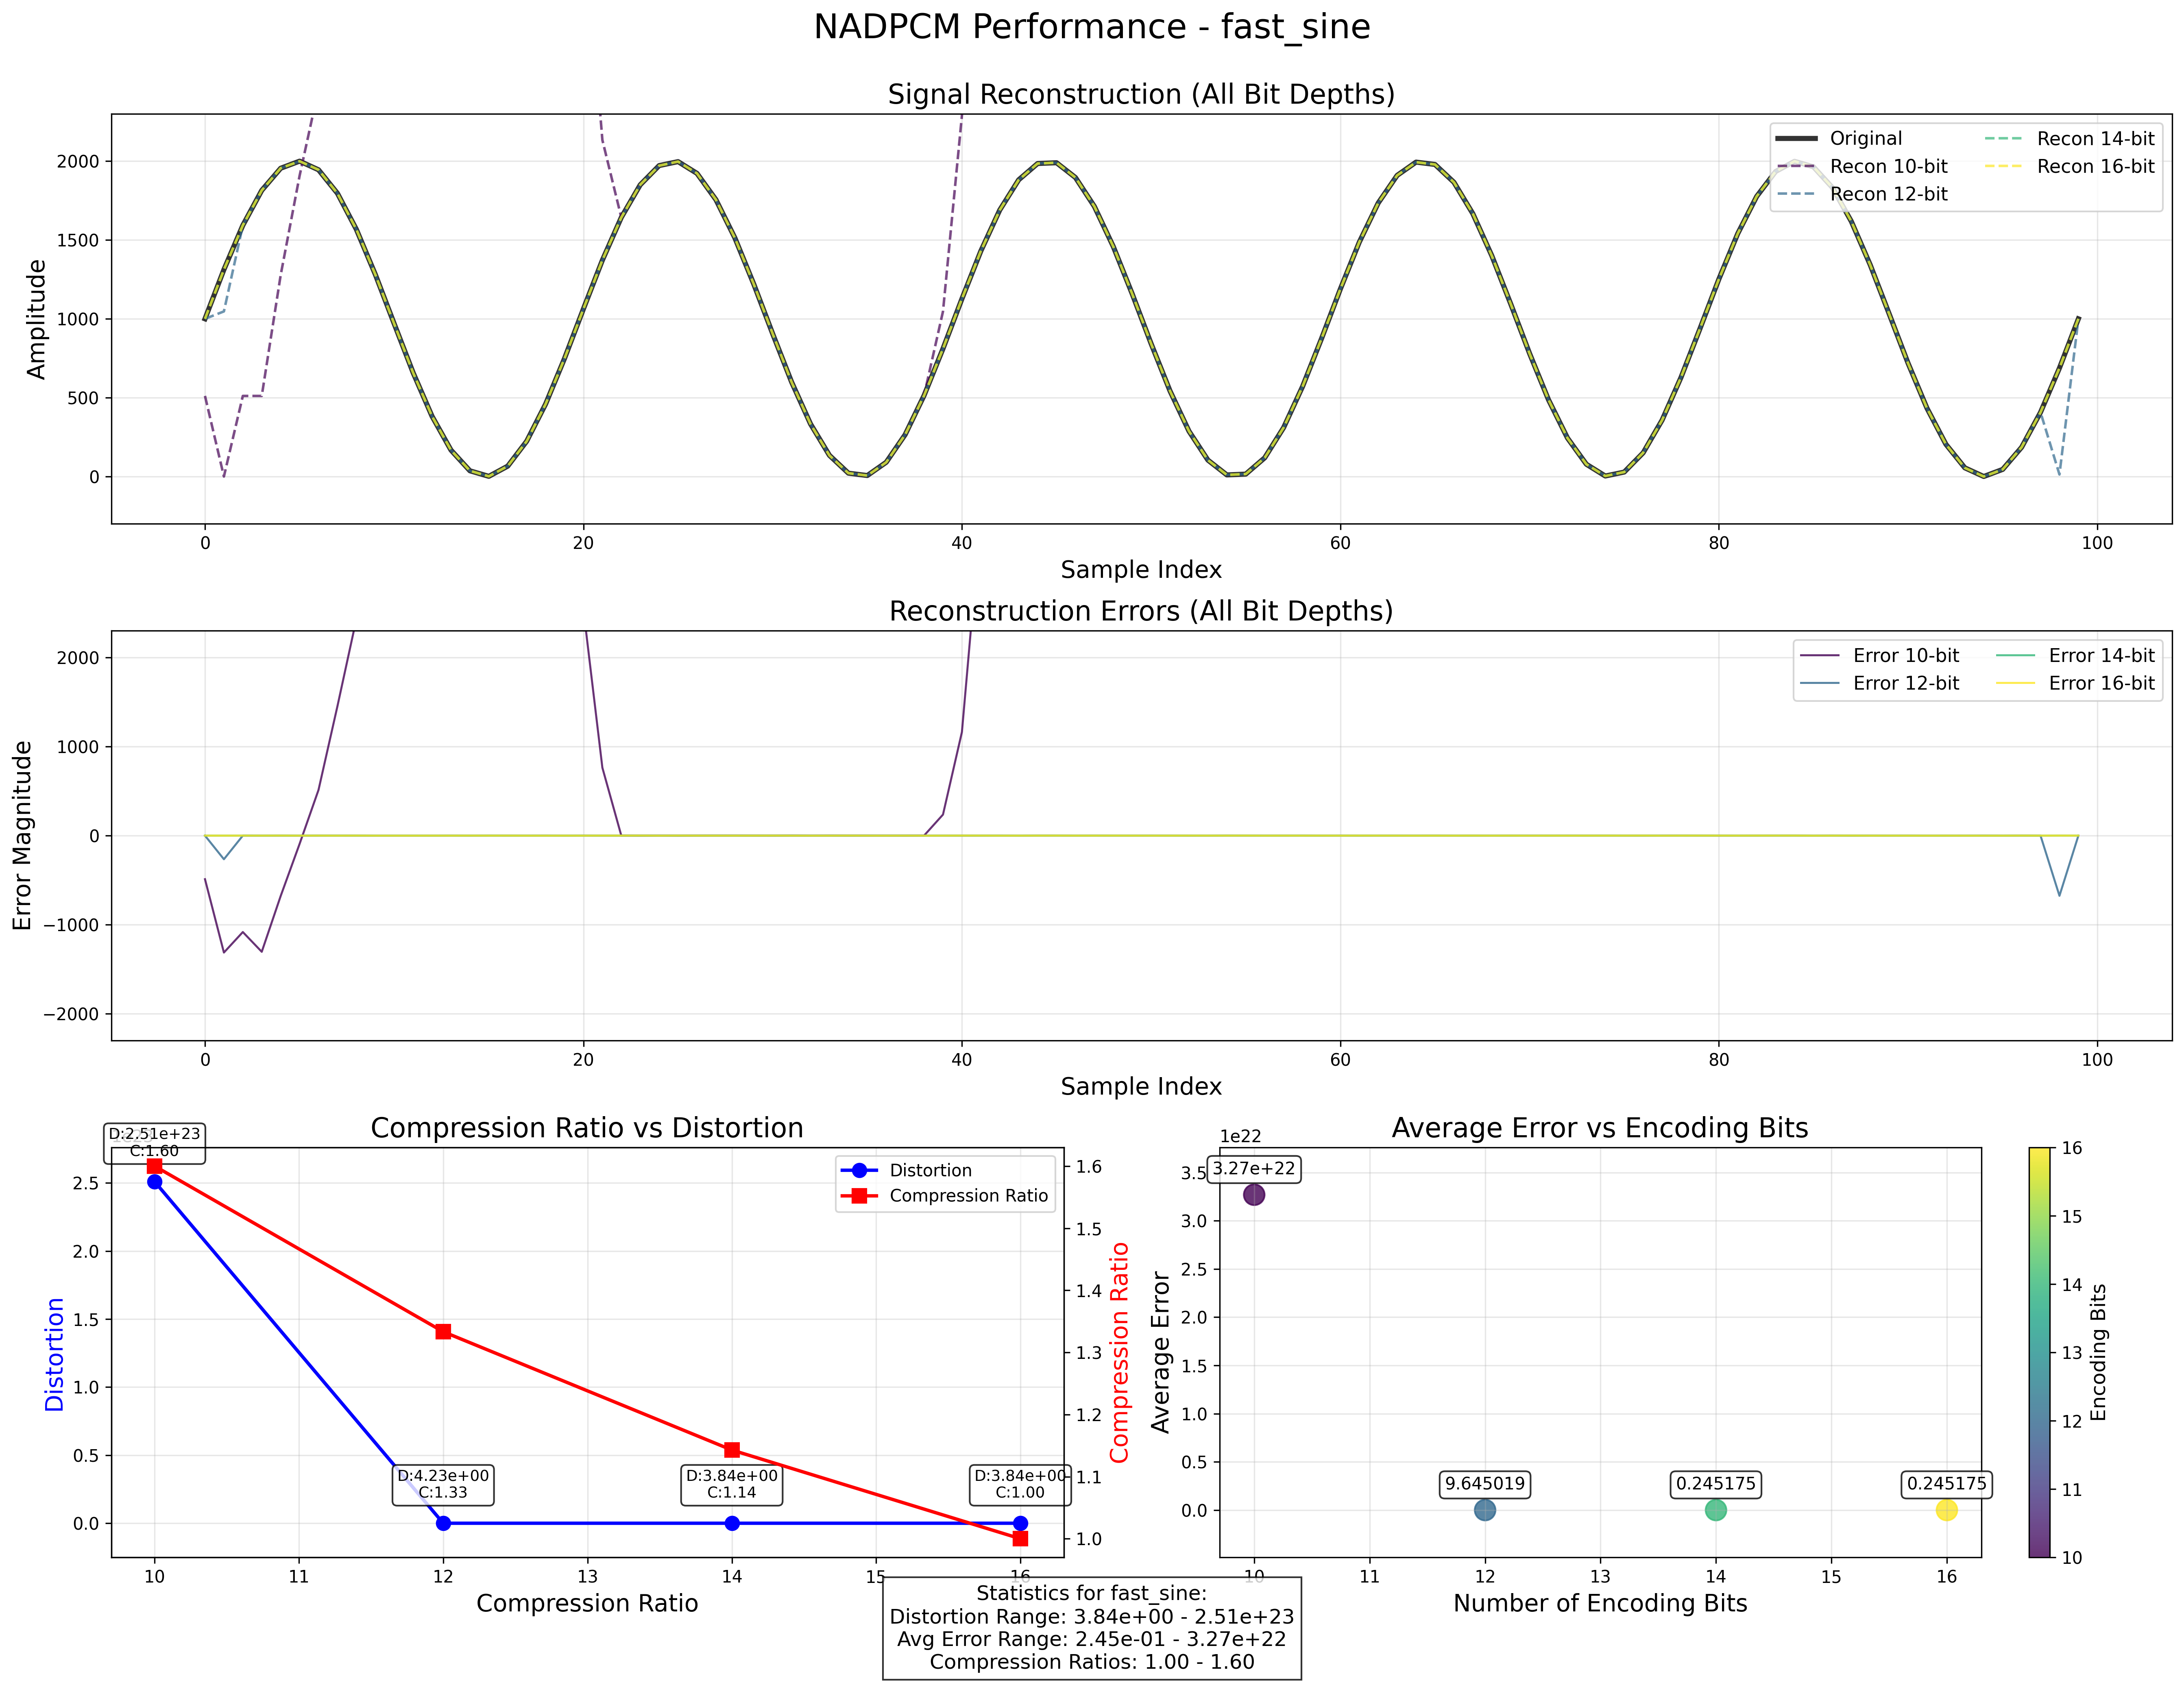 NADPCM Performance - fast_sine
Signal Reconstruction (All Bit Depths)
Amplitude
2000
1500
1000
500
0
Original
Recon 10-bit
Recon 12-bit
Recon 14-bit
Recon 16-bit
0 20 40 60 80 100
Sample Index
Reconstruction Errors (All Bit Depths)
Error Magnitude
2000
1000
0
−1000
−2000
Error 10-bit
Error 12-bit
Error 14-bit
Error 16-bit
0 20 40 60 80 100
Sample Index
Compression Ratio vs Distortion
D:2.51e+23
C:1.60
Distortion
2.5
2.0
1.5
1.0
0.5
0.0
Distortion
Compression Ratio
D:4.23e+00
C:1.33
D:3.84e+00
C:1.14
D:3.84e+00
C:1.00
1.6
1.5
1.4
1.3
1.2
1.1
1.0
Compression Ratio
10 11 12 13 14 15 16
Compression Ratio
Average Error vs Encoding Bits
1e22
Average Error
3.5
3.0
2.5
2.0
1.5
1.0
0.5
0.0
3.27e+22
9.645019
0.245175
0.245175
10 11 12 13 14 15 16
Number of Encoding Bits
16
15
14
13
12
11
10
Encoding Bits
Statistics for fast_sine:
Distortion Range: 3.84e+00 - 2.51e+23
Avg Error Range: 2.45e-01 - 3.27e+22
Compression Ratios: 1.00 - 1.60